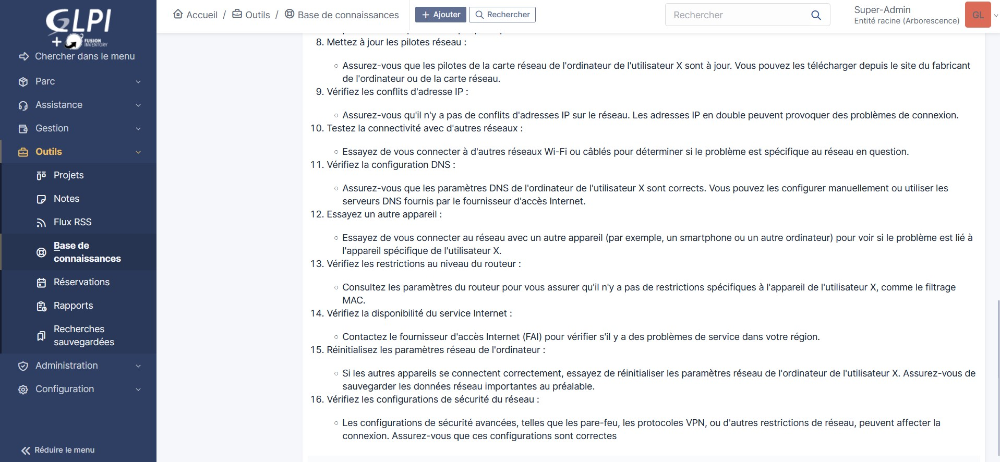 GLPI
+ FUSION
INVENTORY
Chercher dans le menu
Parc
Assistance
Gestion
Outils
Projets
Notes
Flux RSS
Base de
connaissances
Réservations
Rapports
Recherches
sauvegardées
Administration
Configuration
Réduire le menu
Accueil / Outils / Base de connaissances
+ Ajouter
Rechercher
Rechercher
Super-Admin
Entité racine (Arborescence)
GL
8. Mettez à jour les pilotes réseau :
Assurez-vous que les pilotes de la carte réseau de l'ordinateur de l'utilisateur X sont à jour. Vous pouvez les télécharger depuis le site du fabricant
de l'ordinateur ou de la carte réseau.
9. Vérifiez les conflits d'adresse IP :
Assurez-vous qu'il n'y a pas de conflits d'adresses IP sur le réseau. Les adresses IP en double peuvent provoquer des problèmes de connexion.
10. Testez la connectivité avec d'autres réseaux :
Essayez de vous connecter à d'autres réseaux Wi-Fi ou câblés pour déterminer si le problème est spécifique au réseau en question.
11. Vérifiez la configuration DNS :
Assurez-vous que les paramètres DNS de l'ordinateur de l'utilisateur X sont corrects. Vous pouvez les configurer manuellement ou utiliser les
serveurs DNS fournis par le fournisseur d'accès Internet.
12. Essayez un autre appareil :
Essayez de vous connecter au réseau avec un autre appareil (par exemple, un smartphone ou un autre ordinateur) pour voir si le problème est lié à
l'appareil spécifique de l'utilisateur X.
13. Vérifiez les restrictions au niveau du routeur :
Consultez les paramètres du routeur pour vous assurer qu'il n'y a pas de restrictions spécifiques à l'appareil de l'utilisateur X, comme le filtrage
MAC.
14. Vérifiez la disponibilité du service Internet :
Contactez le fournisseur d'accès Internet (FAI) pour vérifier s'il y a des problèmes de service dans votre région.
15. Réinitialisez les paramètres réseau de l'ordinateur :
Si les autres appareils se connectent correctement, essayez de réinitialiser les paramètres réseau de l'ordinateur de l'utilisateur X. Assurez-vous de
sauvegarder les données réseau importantes au préalable.
16. Vérifiez les configurations de sécurité du réseau :
Les configurations de sécurité avancées, telles que les pare-feu, les protocoles VPN, ou d'autres restrictions de réseau, peuvent affecter la
connexion. Assurez-vous que ces configurations sont correctes